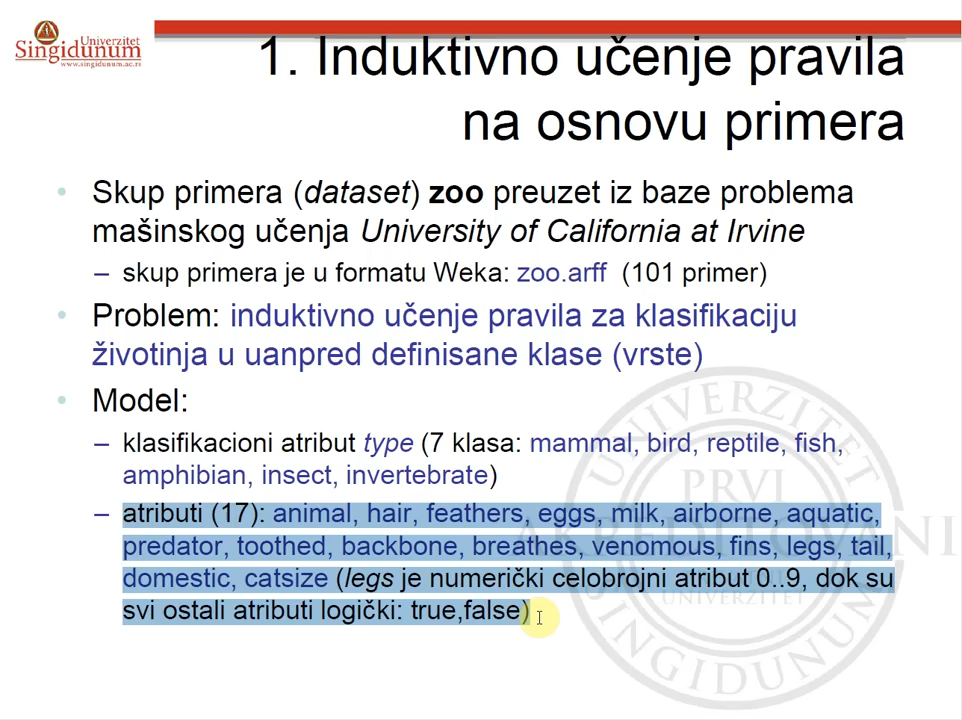 Univerzitet
Singidunum
www.singidunum.ac.rs
1. Induktivno učenje pravila
na osnovu primera
• Skup primera (dataset) zoo preuzet iz baze problema
mašinskog učenja University of California at Irvine
– skup primera je u formatu Weka: zoo.arff (101 primer)
• Problem: induktivno učenje pravila za klasifikaciju
životinja u uanpred definisane klase (vrste)
• Model:
– klasifikacioni atribut type (7 klasa: mammal, bird, reptile, fish,
amphibian, insect, invertebrate)
– atributi (17): animal, hair, feathers, eggs, milk, airborne, aquatic,
predator, toothed, backbone, breathes, venomous, fins, legs, tail,
domestic, catsize (legs je numerički celobrojni atribut 0..9, dok su
svi ostali atributi logički: true,false)
UNIVERZITET
PRVI
AKREDITOVANI
UNIVERZITET
SINGIDUNUM